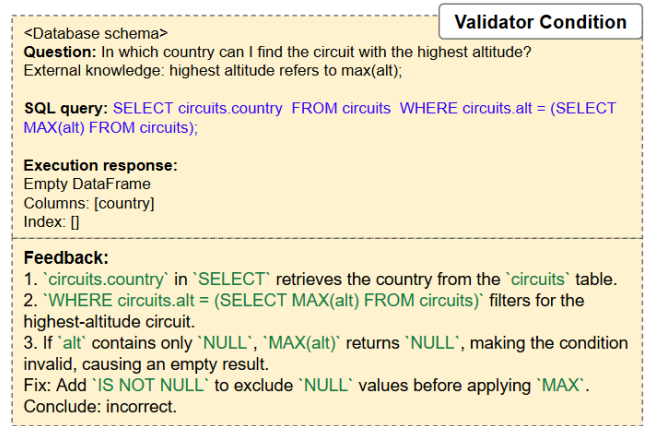 Validator Condition
<Database schema>
Question: In which country can I find the circuit with the highest altitude?
External knowledge: highest altitude refers to max(alt);
SQL query: SELECT circuits.country FROM circuits WHERE circuits.alt = (SELECT
MAX(alt) FROM circuits);
Execution response:
Empty DataFrame
Columns: [country]
Index: []
Feedback:
1. `circuits.country` in `SELECT` retrieves the country from the `circuits` table.
2. `WHERE circuits.alt = (SELECT MAX(alt) FROM circuits)` filters for the
highest-altitude circuit.
3. If `alt` contains only `NULL`, `MAX(alt)` returns `NULL`, making the condition
invalid, causing an empty result.
Fix: Add `IS NOT NULL` to exclude `NULL` values before applying `MAX`.
Conclude: incorrect.